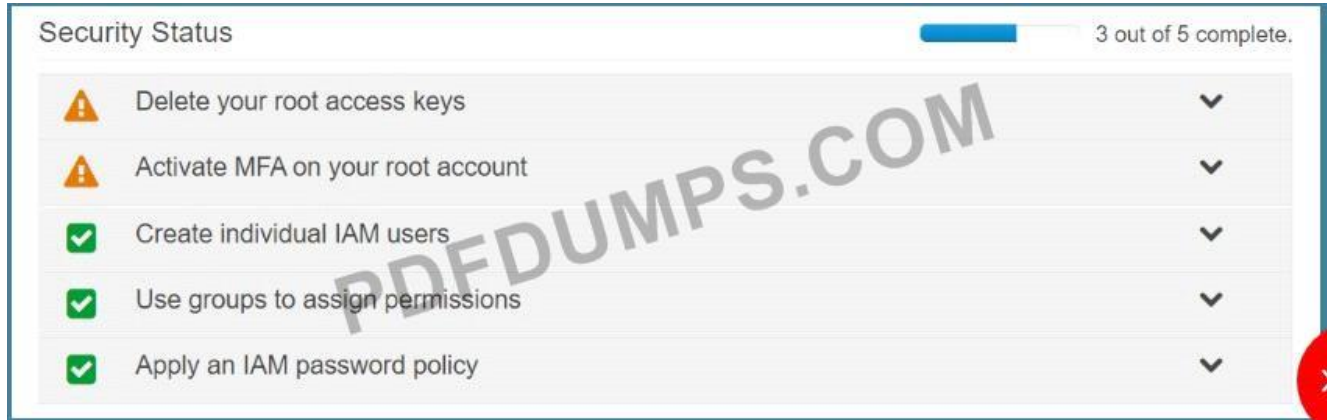 Security Status
3 out of 5 complete.
Delete your root access keys
Activate MFA on your root account
Create individual IAM users
Use groups to assign permissions
Apply an IAM password policy
PDFDUMPS.COM